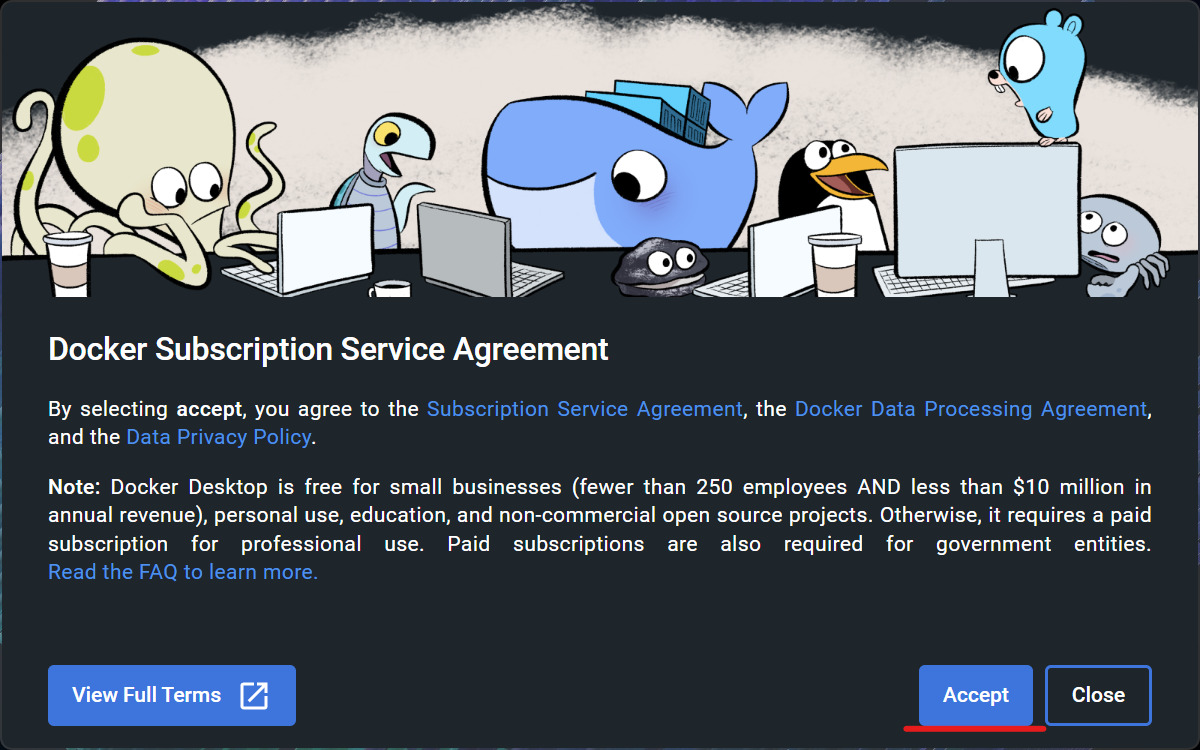 Docker Subscription Service Agreement
By selecting accept, you agree to the Subscription Service Agreement, the Docker Data Processing Agreement,
and the Data Privacy Policy.
Note: Docker Desktop is free for small businesses (fewer than 250 employees AND less than $10 million in
annual revenue), personal use, education, and non-commercial open source projects. Otherwise, it requires a paid
subscription for professional use. Paid subscriptions are also required for government entities.
Read the FAQ to learn more.
View Full Terms
Accept
Close